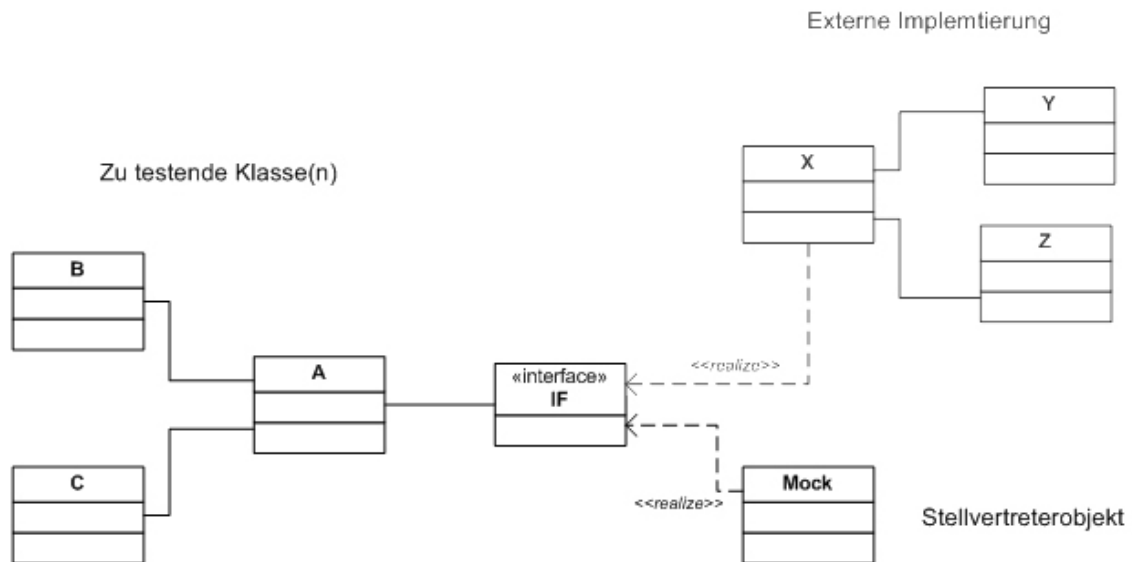 Externe Implemtierung
Y
X
Zu testende Klasse(n)
Z
B
A
«interface»
IF
<<realize>>
C
Mock
<<realize>>
Stellvertreterobjekt